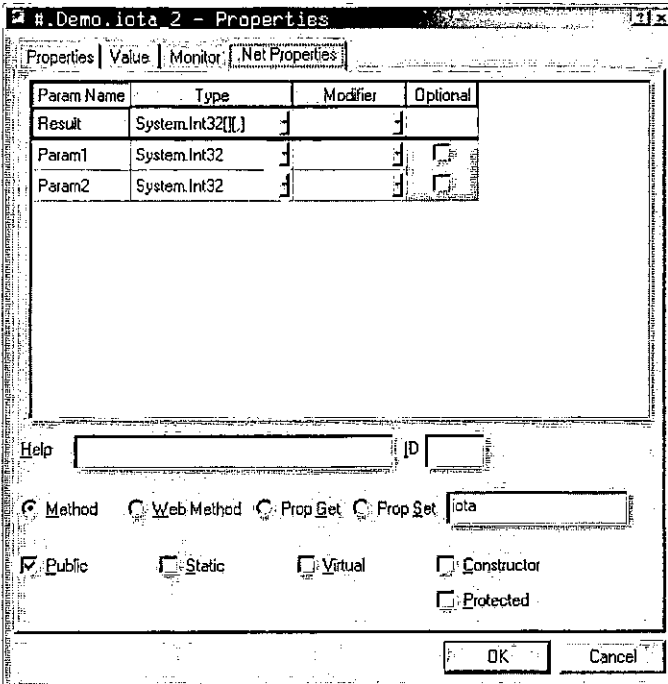 #.Demo.iota_2 - Properties
Properties Value Monitor .Net Properties
Param Name Type Modifier Optional
Result System.Int32[][,]
Param1 System.Int32
Param2 System.Int32
Help ID
Method Web Method Prop Get Prop Set iota
Public Static Virtual Constructor
Protected
OK Cancel